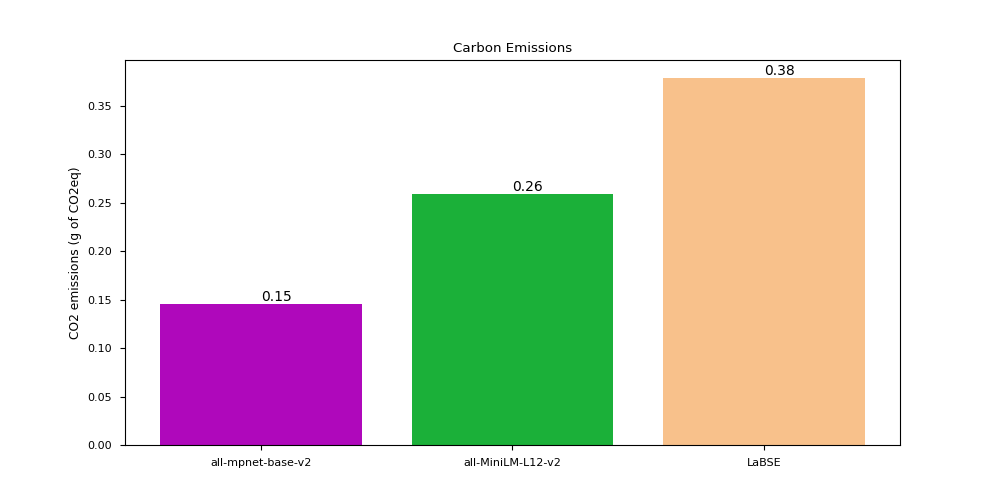 Carbon Emissions
0.38
0.26
0.15
CO2 emissions (g of CO2eq)
0.35
0.30
0.25
0.20
0.15
0.10
0.05
0.00
all-mpnet-base-v2
all-MiniLM-L12-v2
LaBSE